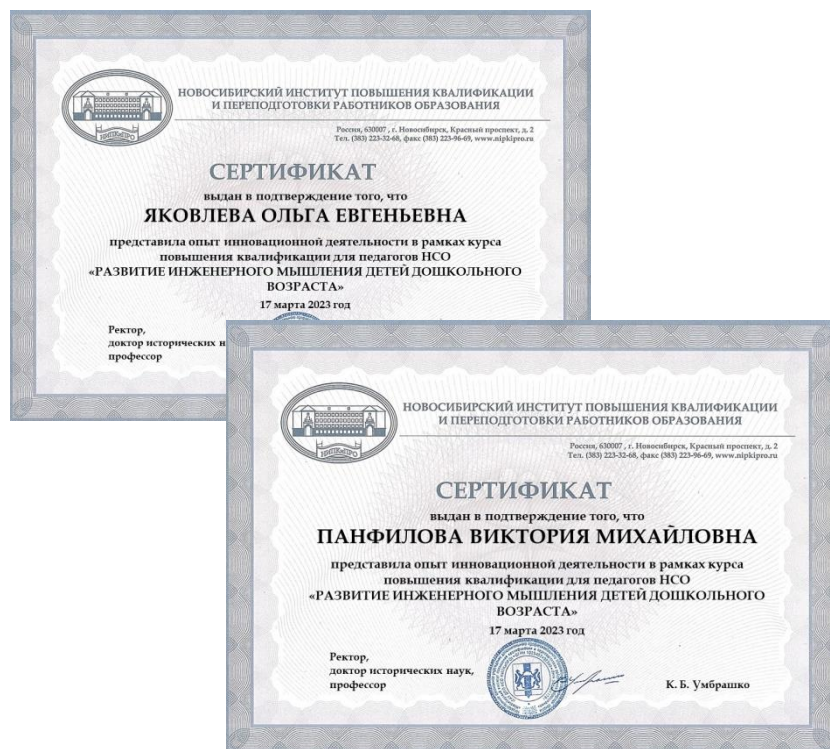 НОВОСИБИРСКИЙ ИНСТИТУТ ПОВЫШЕНИЯ КВАЛИФИКАЦИИ
И ПЕРЕПОДГОТОВКИ РАБОТНИКОВ ОБРАЗОВАНИЯ
НИПКиПРО
Россия, 630007 , г. Новосибирск, Красный проспект, д. 2
Тел. (383) 223-32-68, факс (383) 223-96-69, www.nipkipro.ru
СЕРТИФИКАТ
выдан в подтверждение того, что
ЯКОВЛЕВА ОЛЬГА ЕВГЕНЬЕВНА
представила опыт инновационной деятельности в рамках курса
повышения квалификации для педагогов НСО
«РАЗВИТИЕ ИНЖЕНЕРНОГО МЫШЛЕНИЯ ДЕТЕЙ ДОШКОЛЬНОГО
ВОЗРАСТА»
17 марта 2023 год
Ректор,
доктор исторических н
профессор
НОВОСИБИРСКИЙ ИНСТИТУТ ПОВЫШЕНИЯ КВАЛИФИКАЦИИ
И ПЕРЕПОДГОТОВКИ РАБОТНИКОВ ОБРАЗОВАНИЯ
НИПКиПРО
Россия, 630007 , г. Новосибирск, Красный проспект, д. 2
Тел. (383) 223-32-68, факс (383) 223-96-69, www.nipkipro.ru
СЕРТИФИКАТ
выдан в подтверждение того, что
ПАНФИЛОВА ВИКТОРИЯ МИХАЙЛОВНА
представила опыт инновационной деятельности в рамках курса
повышения квалификации для педагогов НСО
«РАЗВИТИЕ ИНЖЕНЕРНОГО МЫШЛЕНИЯ ДЕТЕЙ ДОШКОЛЬНОГО
ВОЗРАСТА»
17 марта 2023 год
Ректор,
доктор исторических наук,
профессор
К. Б. Умбрашко